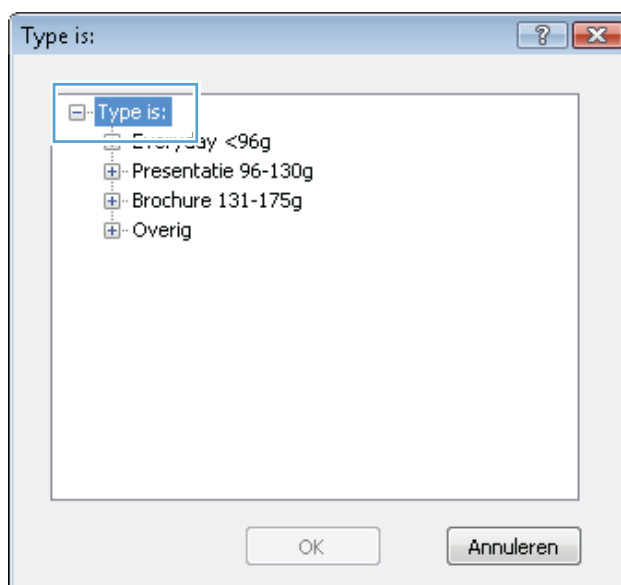 Type is:
Type is:
Everyday <96g
Presentatie 96-130g
Brochure 131-175g
Overig
OK
Annuleren